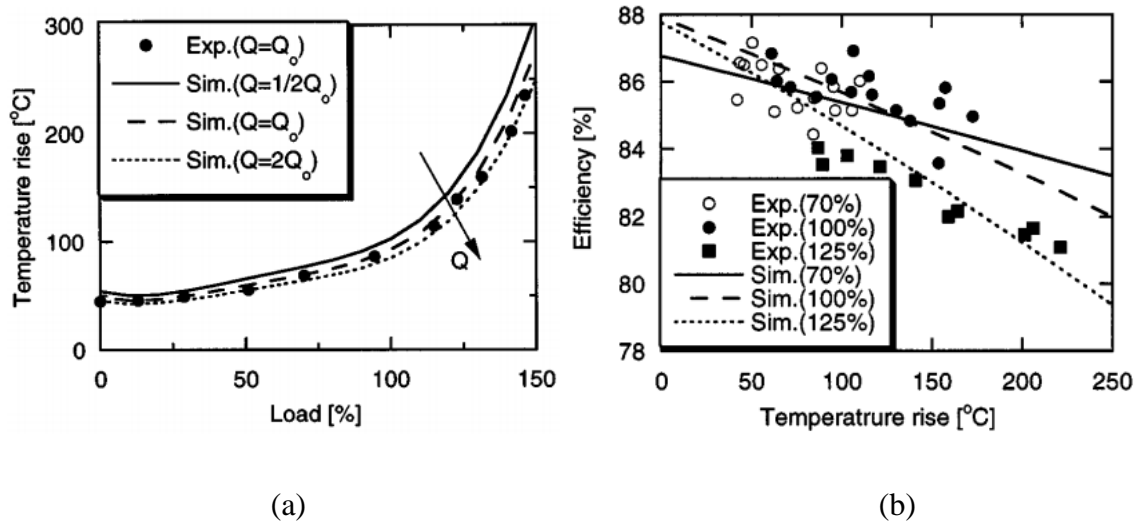 300
200
100
0
Temperature rise [°C]
Exp.(Q=Qo)
Sim.(Q=1/2Qo)
Sim.(Q=Qo)
Sim.(Q=2Qo)
Q
0
50
100
150
Load [%]
(a)
88
86
84
82
80
78
Efficiency [%]
Exp.(70%)
Exp.(100%)
Exp.(125%)
Sim.(70%)
Sim.(100%)
Sim.(125%)
0
50
100
150
200
250
Temperatrure rise [°C]
(b)